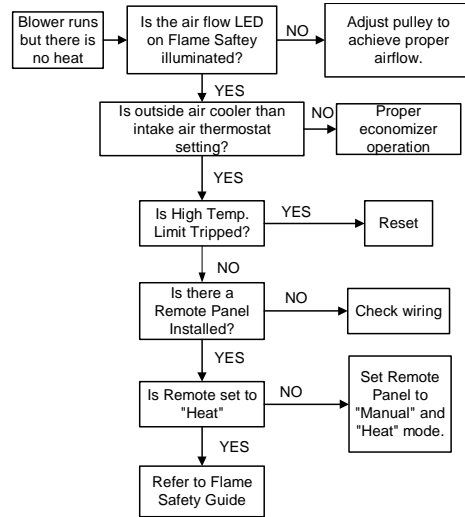 Blower runs
but there is
no heat
Is the air flow LED
on Flame Saftey
illuminated?
NO
Adjust pulley to
achieve proper
airflow.
YES
Is outside air cooler than
intake air thermostat
setting?
NO
Proper
economizer
operation
YES
Is High Temp.
Limit Tripped?
YES
Reset
NO
Is there a
Remote Panel
Installed?
NO
Check wiring
YES
Is Remote set to
"Heat"
NO
Set Remote
Panel to
"Manual" and
"Heat" mode.
YES
Refer to Flame
Safety Guide